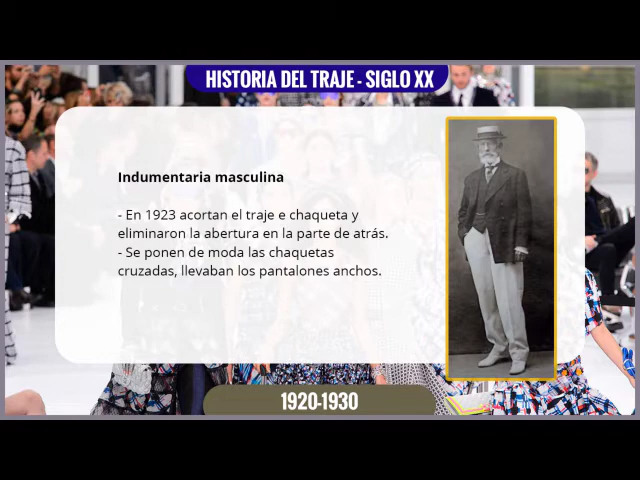 HISTORIA DEL TRAJE - SIGLO XX
Indumentaria masculina
- En 1923 acortan el traje e chaqueta y
eliminaron la abertura en la parte de atrás.
- Se ponen de moda las chaquetas
cruzadas, llevaban los pantalones anchos.
1920-1930